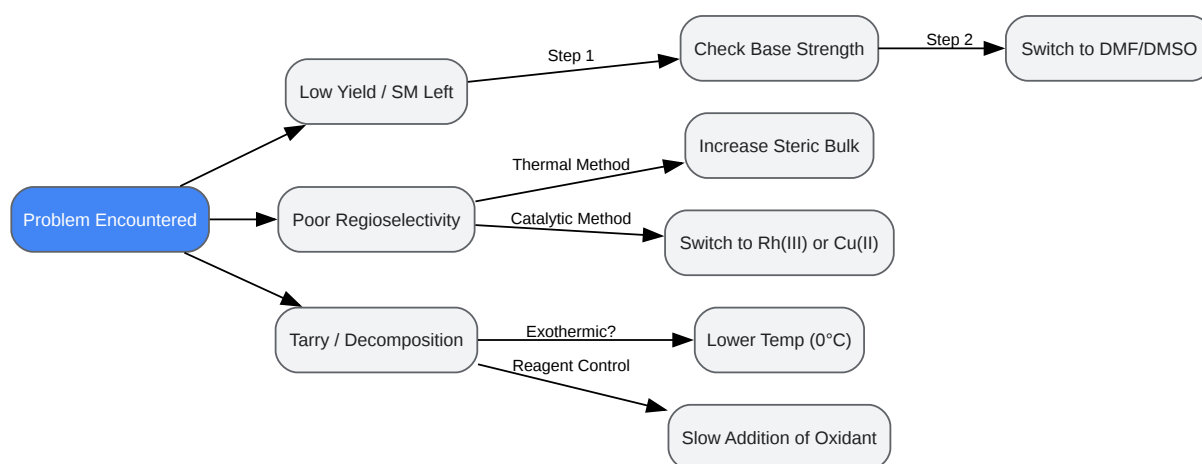 Problem Encountered
Low Yield / SM Left
Step 1
Check Base Strength
Step 2
Switch to DMF/DMSO
Poor Regioselectivity
Thermal Method
Increase Steric Bulk
Catalytic Method
Switch to Rh(III) or Cu(II)
Tarry / Decomposition
Exothermic?
Lower Temp (0°C)
Reagent Control
Slow Addition of Oxidant